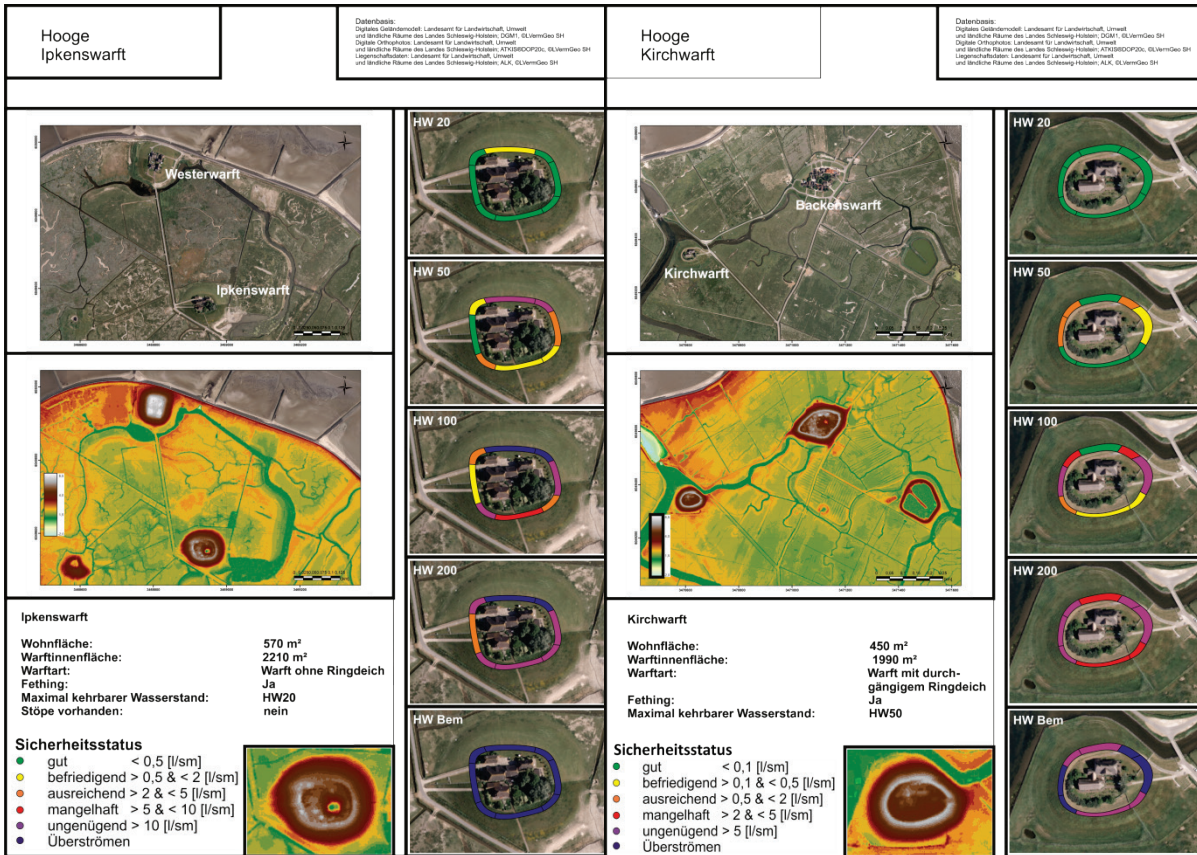 Hooge
Ipkenswarft
Datenbasis:
Digitales Geländemodell: Landesamt für Landwirtschaft, Umwelt
und ländliche Räume des Landes Schleswig-Holstein, DGM1, ©LVermGeo SH
Digitale Orthophotos: Landesamt für Landwirtschaft, Umwelt
und ländliche Räume des Landes Schleswig-Holstein; ATKIS®DOP20c, ©LVermGeo SH
Liegenschaftsdaten: Landesamt für Landwirtschaft, Umwelt
und ländliche Räume des Landes Schleswig-Holstein; ALK, ©LVermGeo SH
Westerwarft
Ipkenswarft
HW 20
HW 50
HW 100
HW 200
HW Bem
Ipkenswarft
Wohnfläche: 570 m²
Warftinnenfläche: 2210 m²
Warftart: Warft ohne Ringdeich
Fething: Ja
Maximal kehrbarer Wasserstand: HW20
Stöpe vorhanden: nein
Sicherheitsstatus
gut < 0,5 [l/sm]
befriedigend > 0,5 & < 2 [l/sm]
ausreichend > 2 & < 5 [l/sm]
mangelhaft > 5 & < 10 [l/sm]
ungenügend > 10 [l/sm]
Überströmen
Hooge
Kirchwarft
Datenbasis:
Digitales Geländemodell: Landesamt für Landwirtschaft, Umwelt
und ländliche Räume des Landes Schleswig-Holstein; DGM1, ©LVermGeo SH
Digitale Orthophotos: Landesamt für Landwirtschaft, Umwelt
und ländliche Räume des Landes Schleswig-Holstein; ATKIS®DOP20c, ©LVermGeo SH
Liegenschaftsdaten: Landesamt für Landwirtschaft, Umwelt
und ländliche Räume des Landes Schleswig-Holstein; ALK, ©LVermGeo SH
Backenswarft
Kirchwarft
HW 20
HW 50
HW 100
HW 200
HW Bem
Kirchwarft
Wohnfläche: 450 m²
Warftinnenfläche: 1990 m²
Warftart: Warft mit durch-
gängigem Ringdeich
Fething: Ja
Maximal kehrbarer Wasserstand: HW50
Sicherheitsstatus
gut < 0,1 [l/sm]
befriedigend > 0,1 & < 0,5 [l/sm]
ausreichend > 0,5 & < 2 [l/sm]
mangelhaft > 2 & < 5 [l/sm]
ungenügend > 5 [l/sm]
Überströmen